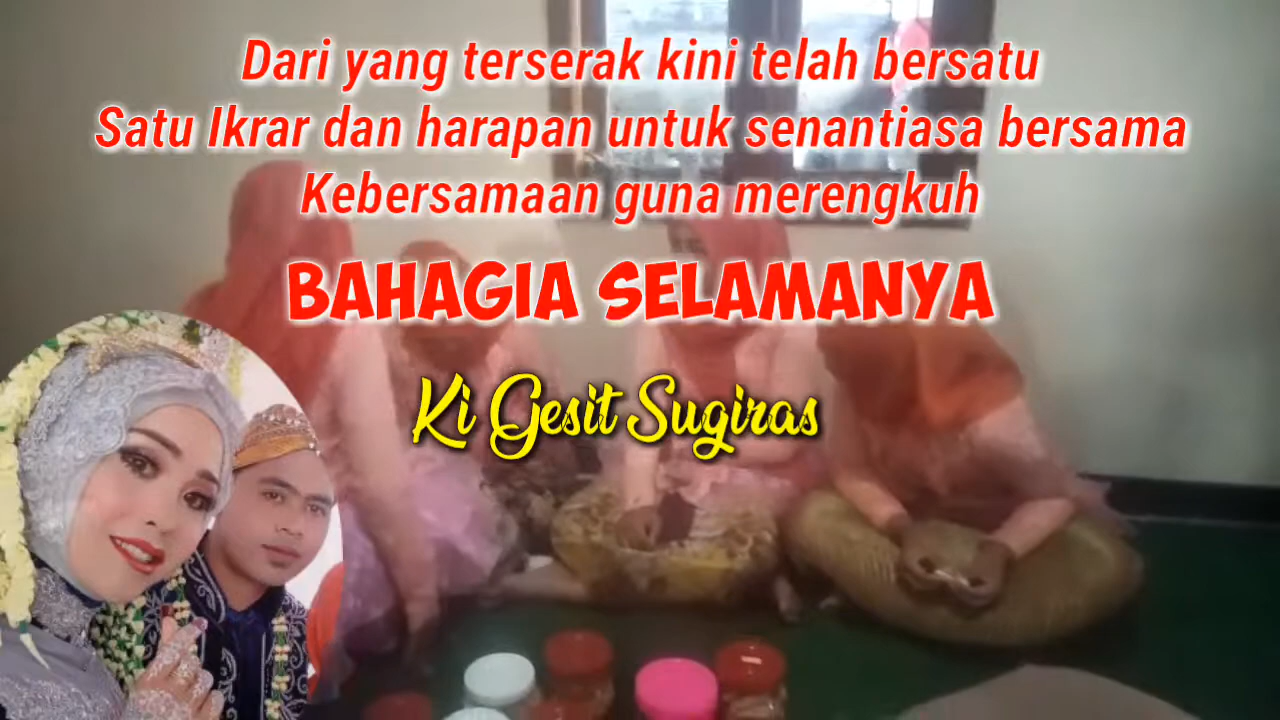 Dari yang terserak kini telah bersatu
Satu Ikrar dan harapan untuk senantiasa bersama
Kebersamaan guna merengkuh
BAHAGIA SELAMANYA
Ki Gesit Sugiras